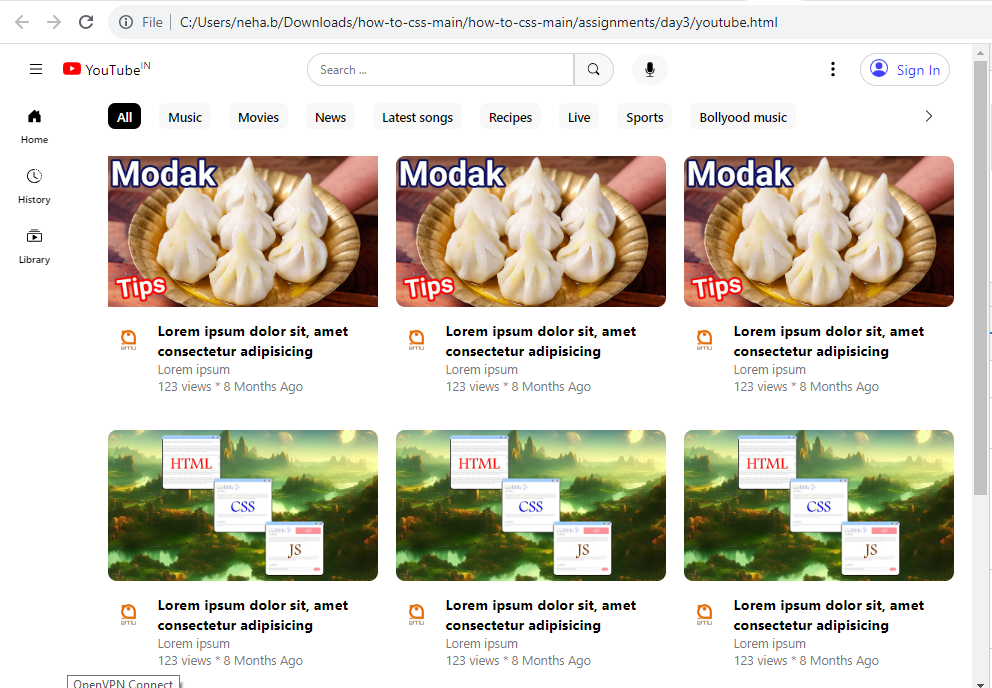 File
C:/Users/neha.b/Downloads/how-to-css-main/how-to-css-main/assignments/day3/youtube.html
YouTube IN
Search ...
Sign In
All Music Movies News Latest songs Recipes Live Sports Bollyood music
Home
History
Library
Modak
Tips
Modak
Tips
Modak
Tips
Lorem ipsum dolor sit, amet
consectetur adipisicing
Lorem ipsum
123 views * 8 Months Ago
Lorem ipsum dolor sit, amet
consectetur adipisicing
Lorem ipsum
123 views * 8 Months Ago
Lorem ipsum dolor sit, amet
consectetur adipisicing
Lorem ipsum
123 views * 8 Months Ago
HTML
CSS
JS
HTML
CSS
JS
HTML
CSS
JS
Lorem ipsum dolor sit, amet
consectetur adipisicing
Lorem ipsum
123 views * 8 Months Ago
Lorem ipsum dolor sit, amet
consectetur adipisicing
Lorem ipsum
123 views * 8 Months Ago
Lorem ipsum dolor sit, amet
consectetur adipisicing
Lorem ipsum
123 views * 8 Months Ago
OpenVPN Connect